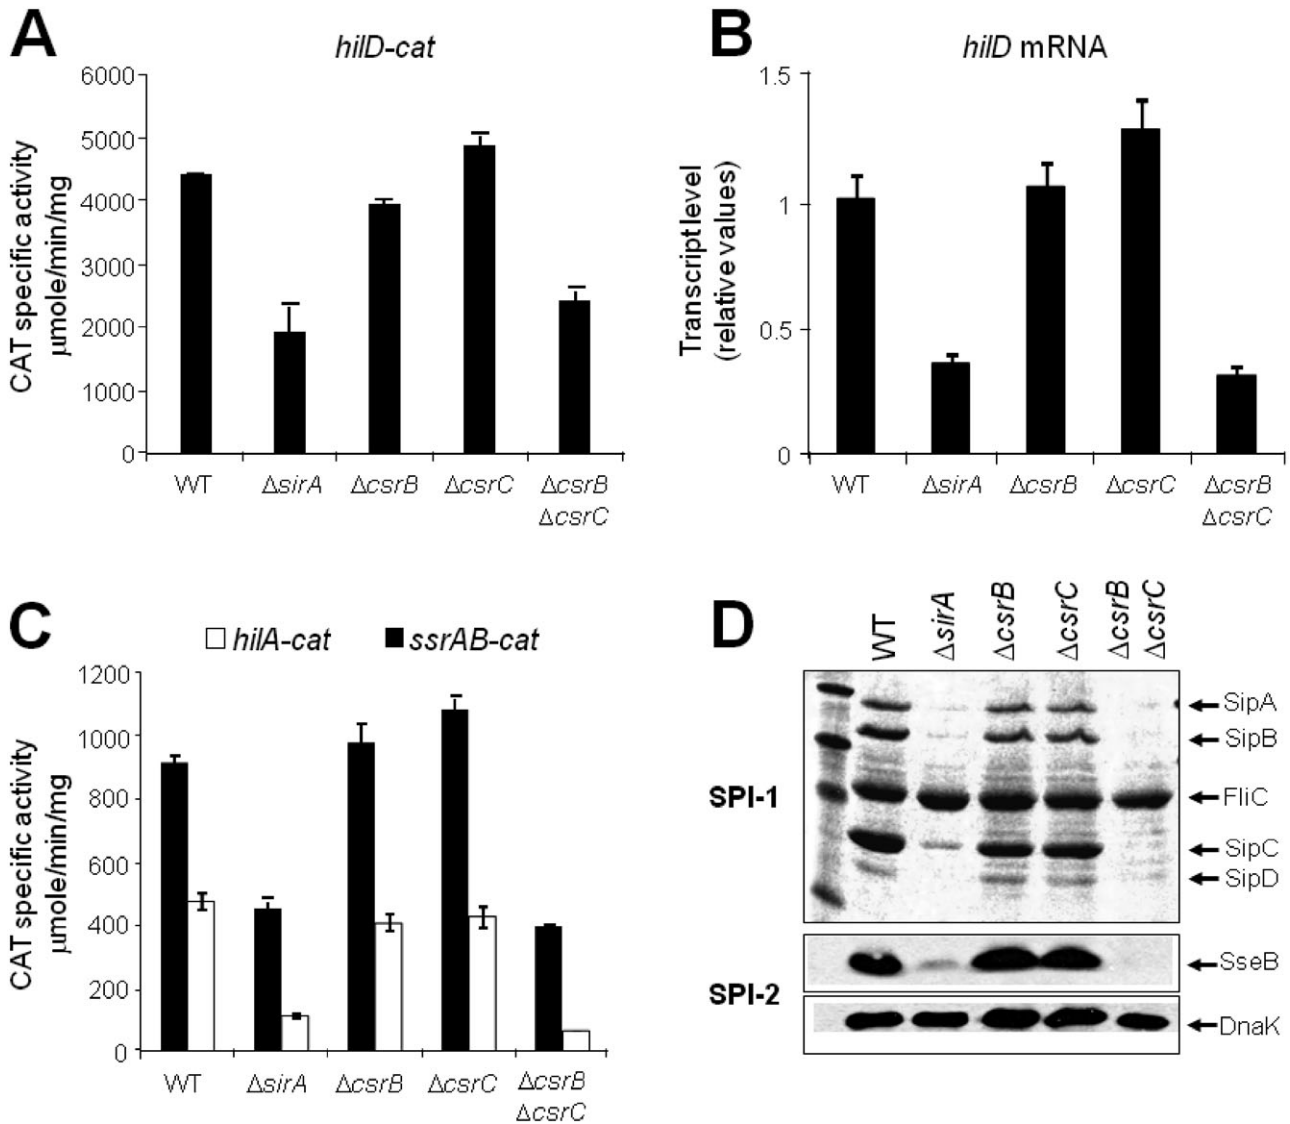 A
hilD-cat
CAT specific activity
µmole/min/mg
6000
5000
4000
3000
2000
1000
0
WT
ΔsirA
ΔcsrB
ΔcsrC
ΔcsrB
ΔcsrC
B
hilD mRNA
Transcript level
(relative values)
1.5
1
0.5
0
WT
ΔsirA
ΔcsrB
ΔcsrC
ΔcsrB
ΔcsrC
C
hilA-cat
ssrAB-cat
CAT specific activity
µmole/min/mg
1200
1000
800
600
400
200
0
WT
ΔsirA
ΔcsrB
ΔcsrC
ΔcsrB
ΔcsrC
D
WT
ΔsirA
ΔcsrB
ΔcsrC
ΔcsrB
ΔcsrC
SPI-1
SipA
SipB
FliC
SipC
SipD
SPI-2
SseB
DnaK